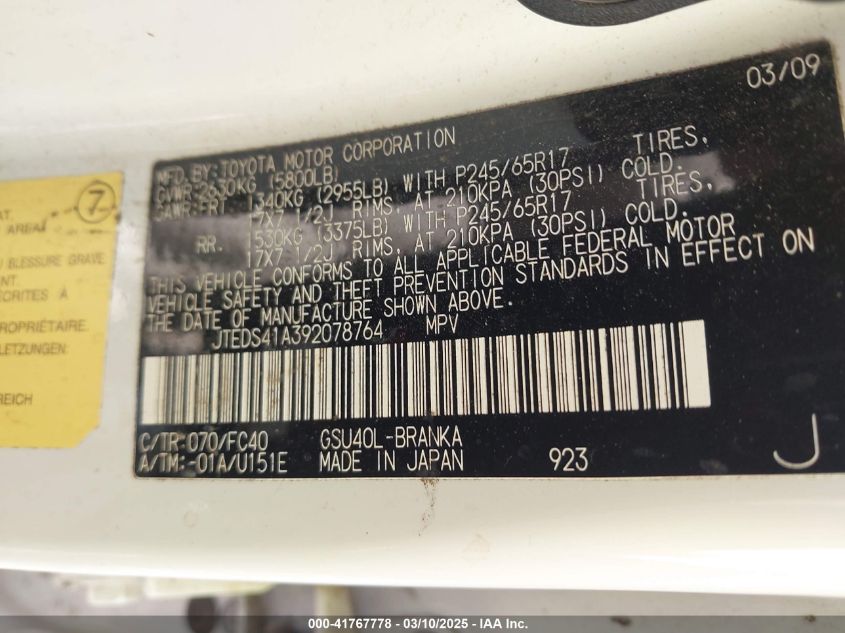 03/09
MFD. BY: TOYOTA MOTOR CORPORATION
GVWR 2630KG (5800LB)
GAWR FRT 1340KG (2955LB) WITH P245/65R17 TIRES,
17X7 1/2J RIMS, AT 210KPA (30PSI) COLD.
RR. 1530KG (3375LB) WITH P245/65R17 TIRES,
17X7 1/2J RIMS, AT 210KPA (30PSI) COLD.
THIS VEHICLE CONFORMS TO ALL APPLICABLE FEDERAL MOTOR
VEHICLE SAFETY AND THEFT PREVENTION STANDARDS IN EFFECT ON
THE DATE OF MANUFACTURE SHOWN ABOVE.
JTEDS41A392078764 MPV
C/TR: 070/FC40 GSU40L-BRANKA
A/TM: -01A/U151E MADE IN JAPAN 923
J
7
AT.
AREA
U BLESSURE GRAVE
ENT.
ÉCRITES À
PROPRIÉTAIRE.
LETZUNGEN:
REICH
000-41767778 - 03/10/2025 - IAA Inc.